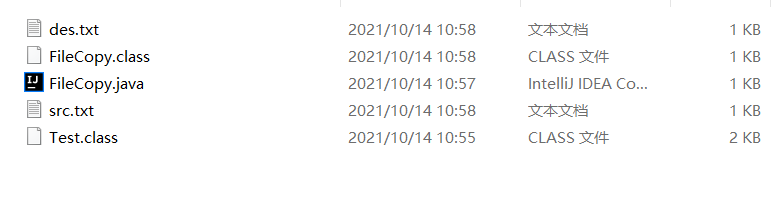 des.txt 2021/10/14 10:58 文本文档 1 KB
FileCopy.class 2021/10/14 10:58 CLASS 文件 1 KB
IJ FileCopy.java 2021/10/14 10:57 IntelliJ IDEA Co... 1 KB
src.txt 2021/10/14 10:58 文本文档 1 KB
Test.class 2021/10/14 10:55 CLASS 文件 2 KB